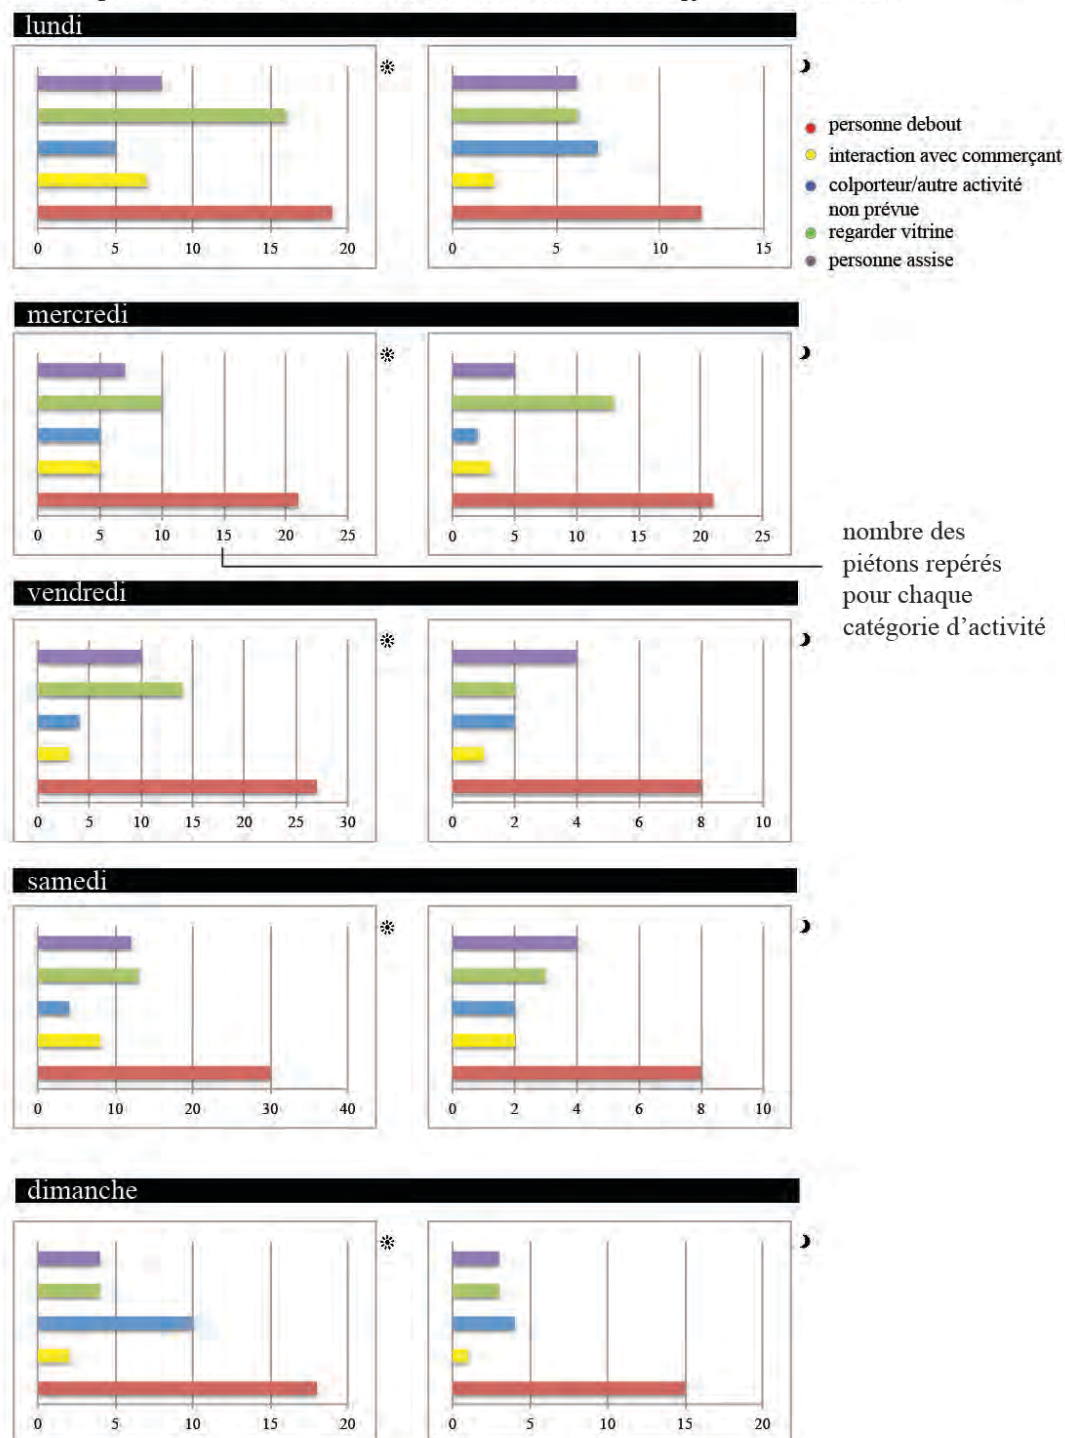 lundi
0 5 10 15 20
0 5 10 15
personne debout
interaction avec commerçant
colporteur/autre activité
non prévue
regarder vitrine
personne assise
mercredi
0 5 10 15 20 25
0 5 10 15 20 25
nombre des
piétons repérés
pour chaque
catégorie d'activité
vendredi
0 5 10 15 20 25 30
0 2 4 6 8 10
samedi
0 10 20 30 40
0 2 4 6 8 10
dimanche
0 5 10 15 20
0 5 10 15 20